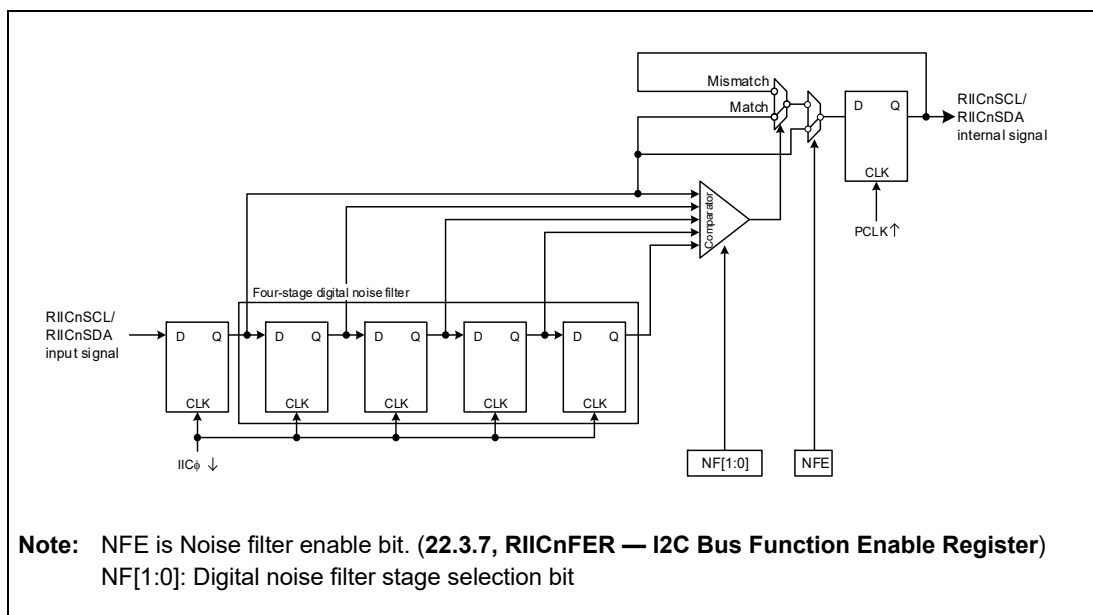 Mismatch
Match
D Q
CLK
PCLK↑
RIICnSCL/
RIICnSDA
internal signal
Comparator
Four-stage digital noise filter
RIICnSCL/
RIICnSDA
input signal
D Q
CLK
D Q
CLK
D Q
CLK
D Q
CLK
D Q
CLK
IICϕ ↓
NF[1:0]
NFE
Note: NFE is Noise filter enable bit. (22.3.7, RIICnFER — I2C Bus Function Enable Register)
NF[1:0]: Digital noise filter stage selection bit